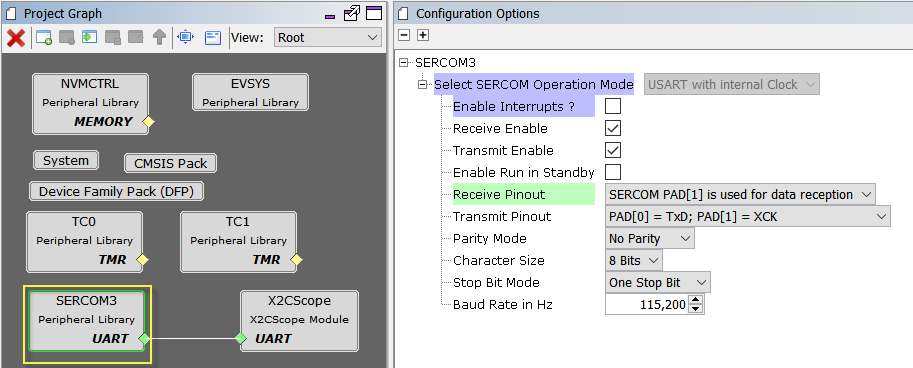 Project Graph
View:
Root
NVMCTRL
Peripheral Library
MEMORY
EVSYS
Peripheral Library
System
CMSIS Pack
Device Family Pack (DFP)
TC0
Peripheral Library
TMR
TC1
Peripheral Library
TMR
SERCOM3
Peripheral Library
UART
X2CScope
X2CScope Module
UART
Configuration Options
SERCOM3
Select SERCOM Operation Mode USART with internal Clock
Enable Interrupts ?
Receive Enable
Transmit Enable
Enable Run in Standby
Receive Pinout SERCOM PAD[1] is used for data reception
Transmit Pinout PAD[0] = TxD; PAD[1] = XCK
Parity Mode No Parity
Character Size 8 Bits
Stop Bit Mode One Stop Bit
Baud Rate in Hz 115,200